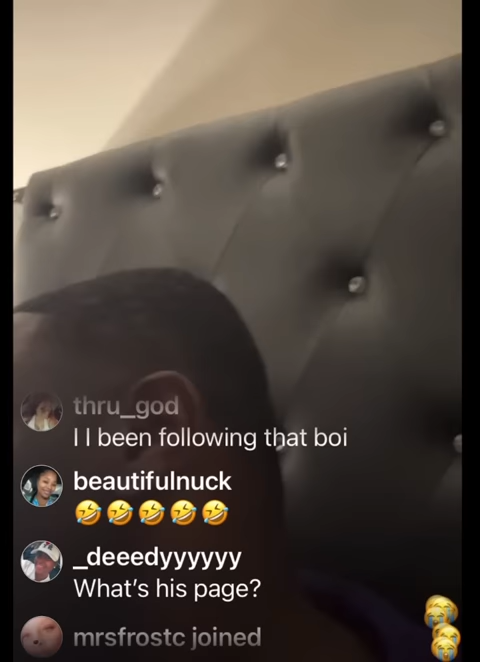 thru_god
I I been following that boi
beautifulnuck
🤣🤣🤣🤣🤣
_deeedyyyyyy
What's his page?
mrsfrostc joined